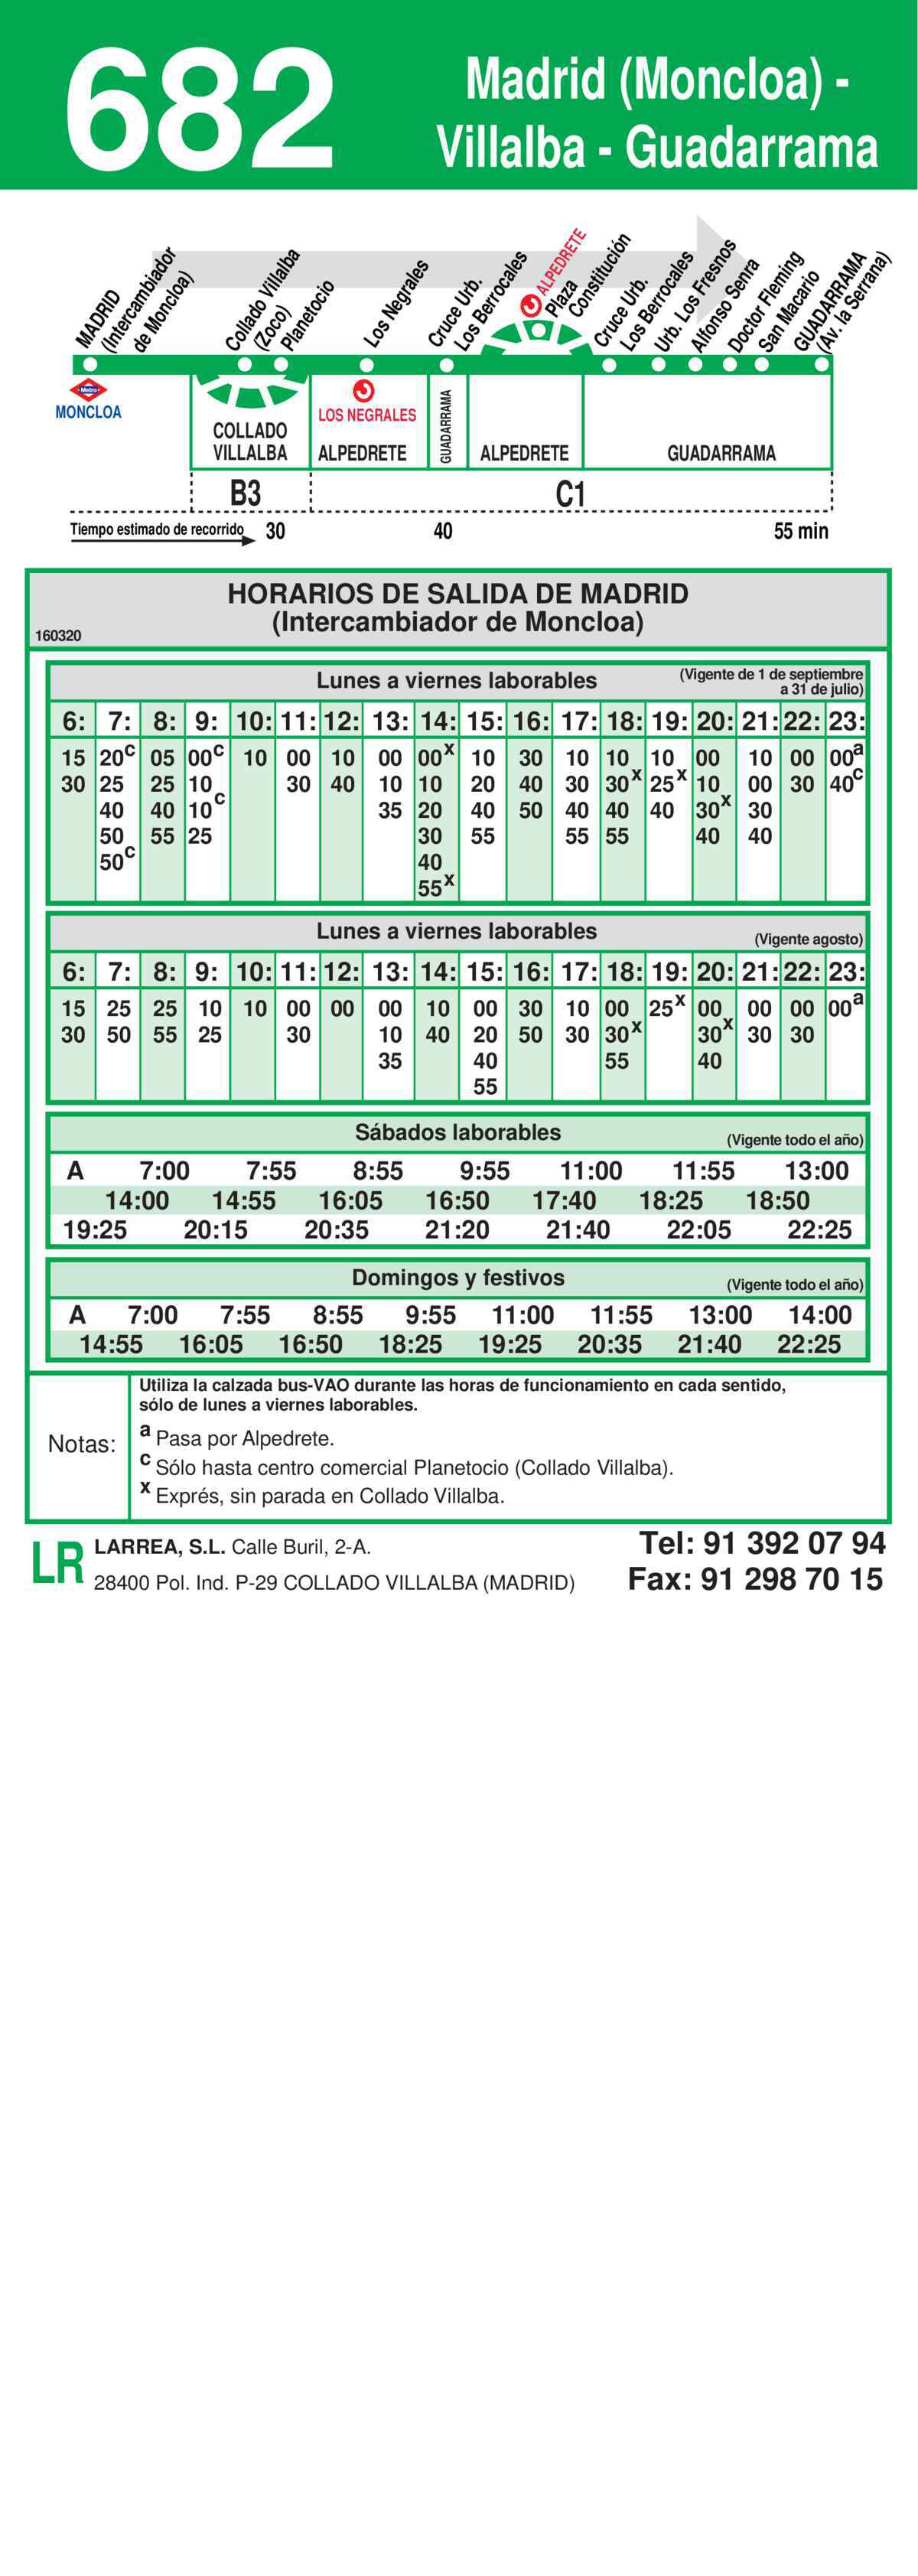 682
Madrid (Moncloa) -
Villalba - Guadarrama
MADRID
(Intercambiador
de Moncloa)
Collado Villalba
(Zoco)
Planetocio
Los Negrales
Cruce Urb.
Los Berrocales
ALPEDRETE
Plaza
Constitución
Cruce Urb.
Los Berrocales
Urb. Los Fresnos
Alfonso Senra
Doctor Fleming
San Macario
GUADARRAMA
(Av. la Serrana)
Metro
MONCLOA
COLLADO
VILLALBA
LOS NEGRALES
ALPEDRETE
GUADARRAMA
ALPEDRETE
GUADARRAMA
B3 C1
Tiempo estimado de recorrido 30 40 55 min
HORARIOS DE SALIDA DE MADRID
(Intercambiador de Moncloa)
160320
Lunes a viernes laborables
(Vigente de 1 de septiembre
a 31 de julio)
6: 7: 8: 9: 10: 11: 12: 13: 14: 15: 16: 17: 18: 19: 20: 21: 22: 23:
15 20c 05 00c 10 00 10 00 00x 10 30 10 10 10 00 10 00 00a
30 25 25 10 30 40 10 10 20 40 30 30x 25x 10 00 30 40c
40 40 10c 35 20 40 50 40 40 40 30x 30
50 55 25 30 55 55 55 40 40
50c 40
55x
Lunes a viernes laborables
(Vigente agosto)
6: 7: 8: 9: 10: 11: 12: 13: 14: 15: 16: 17: 18: 19: 20: 21: 22: 23:
15 25 25 10 10 00 00 00 10 00 30 10 00 25x 00 00 00 00a
30 50 55 25 30 10 40 20 50 30 30x 30x 30 30
35 40 55 40
55
Sábados laborables
(Vigente todo el año)
A 7:00 7:55 8:55 9:55 11:00 11:55 13:00
14:00 14:55 16:05 16:50 17:40 18:25 18:50
19:25 20:15 20:35 21:20 21:40 22:05 22:25
Domingos y festivos
(Vigente todo el año)
A 7:00 7:55 8:55 9:55 11:00 11:55 13:00 14:00
14:55 16:05 16:50 18:25 19:25 20:35 21:40 22:25
Notas:
Utiliza la calzada bus-VAO durante las horas de funcionamiento en cada sentido,
sólo de lunes a viernes laborables.
a Pasa por Alpedrete.
c Sólo hasta centro comercial Planetocio (Collado Villalba).
x Exprés, sin parada en Collado Villalba.
LR
LARREA, S.L. Calle Buril, 2-A.
28400 Pol. Ind. P-29 COLLADO VILLALBA (MADRID)
Tel: 91 392 07 94
Fax: 91 298 70 15